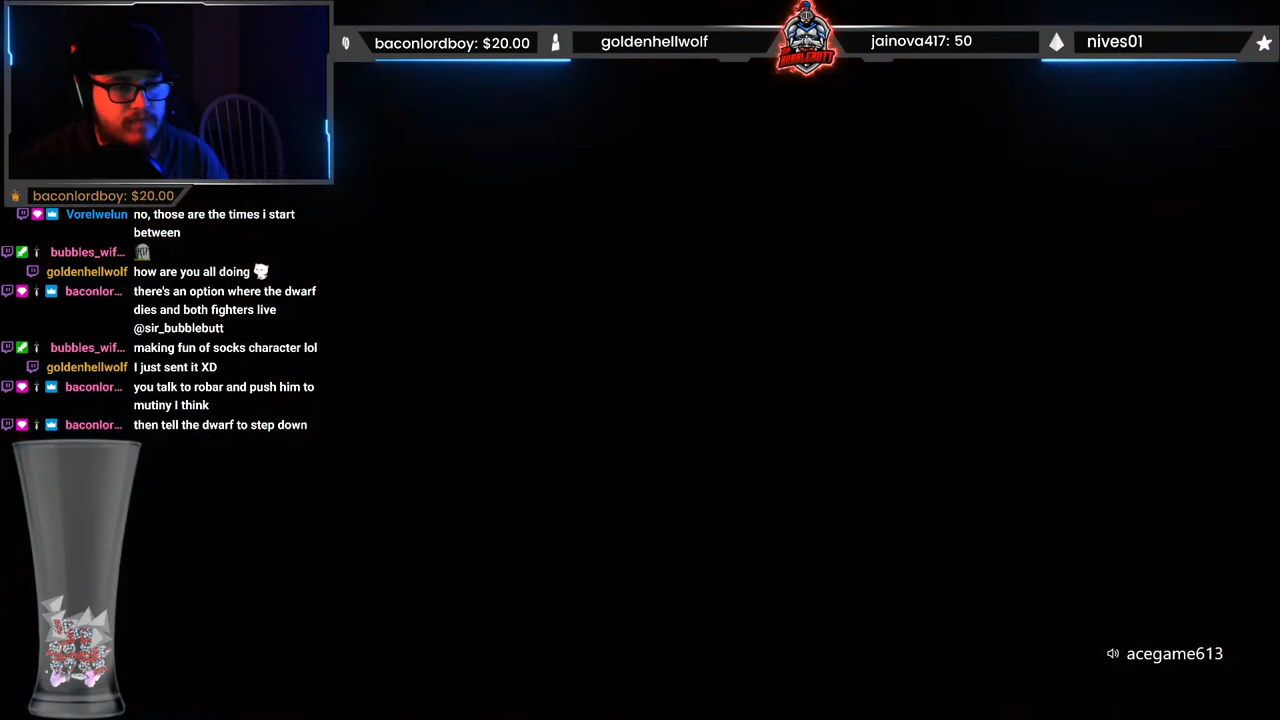 baconlordboy: $20.00
goldenhellwolf
BUBBLEBUTT
jainova417: 50
nives01
baconlordboy: $20.00
Vorelwelun no, those are the times i start
between
bubbles_wif...
goldenhellwolf how are you all doing
baconlor... there's an option where the dwarf
dies and both fighters live
@sir_bubblebutt
bubbles_wif... making fun of socks character lol
goldenhellwolf I just sent it XD
baconlor... you talk to robar and push him to
mutiny I think
baconlor... then tell the dwarf to step down
acegame613